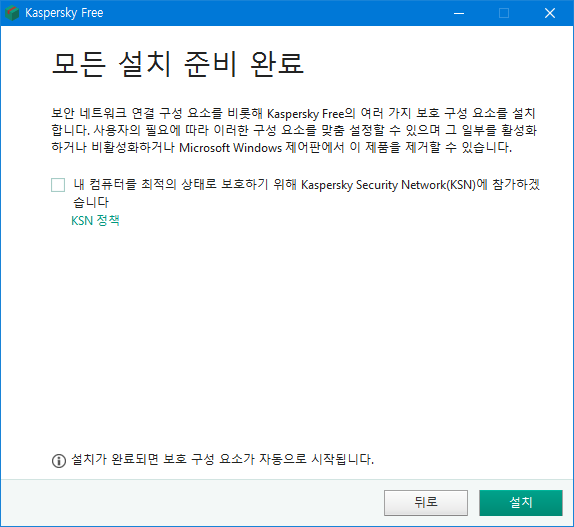 Kaspersky Free
모든 설치 준비 완료
보안 네트워크 연결 구성 요소를 비롯해 Kaspersky Free의 여러 가지 보호 구성 요소를 설치
합니다. 사용자의 필요에 따라 이러한 구성 요소를 맞춤 설정할 수 있으며 그 일부를 활성화
하거나 비활성화하거나 Microsoft Windows 제어판에서 이 제품을 제거할 수 있습니다.
내 컴퓨터를 최적의 상태로 보호하기 위해 Kaspersky Security Network(KSN)에 참가하겠
습니다
KSN 정책
설치가 완료되면 보호 구성 요소가 자동으로 시작됩니다.
뒤로
설치